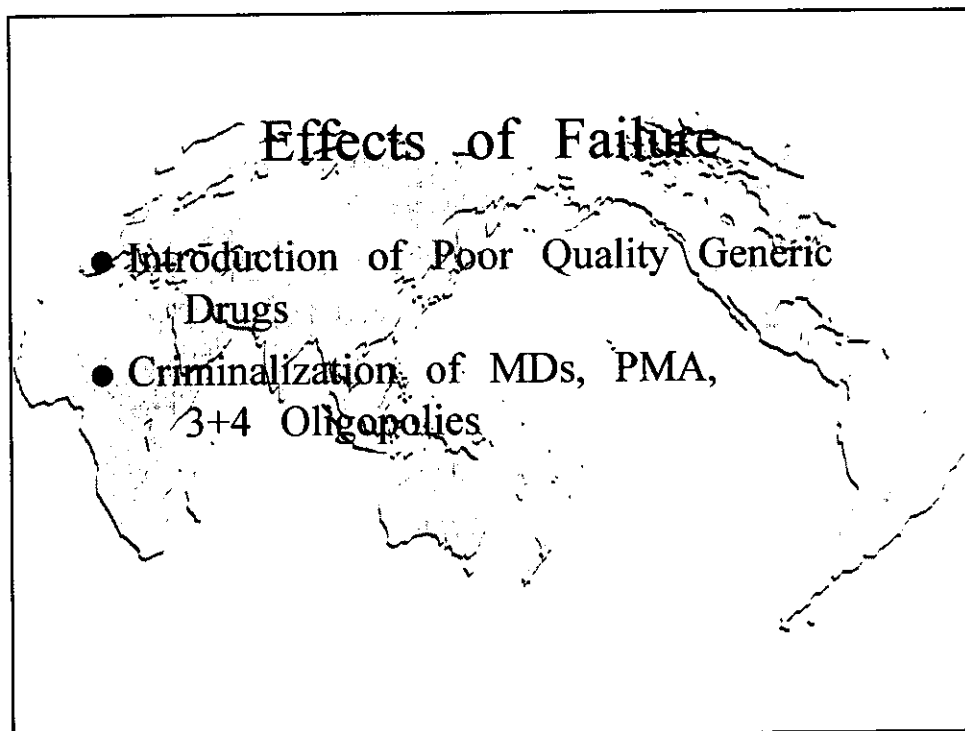 Effects of Failure
● Introduction of Poor Quality Generic
Drugs
● Criminalization of MDs, PMA,
3+4 Oligopolies